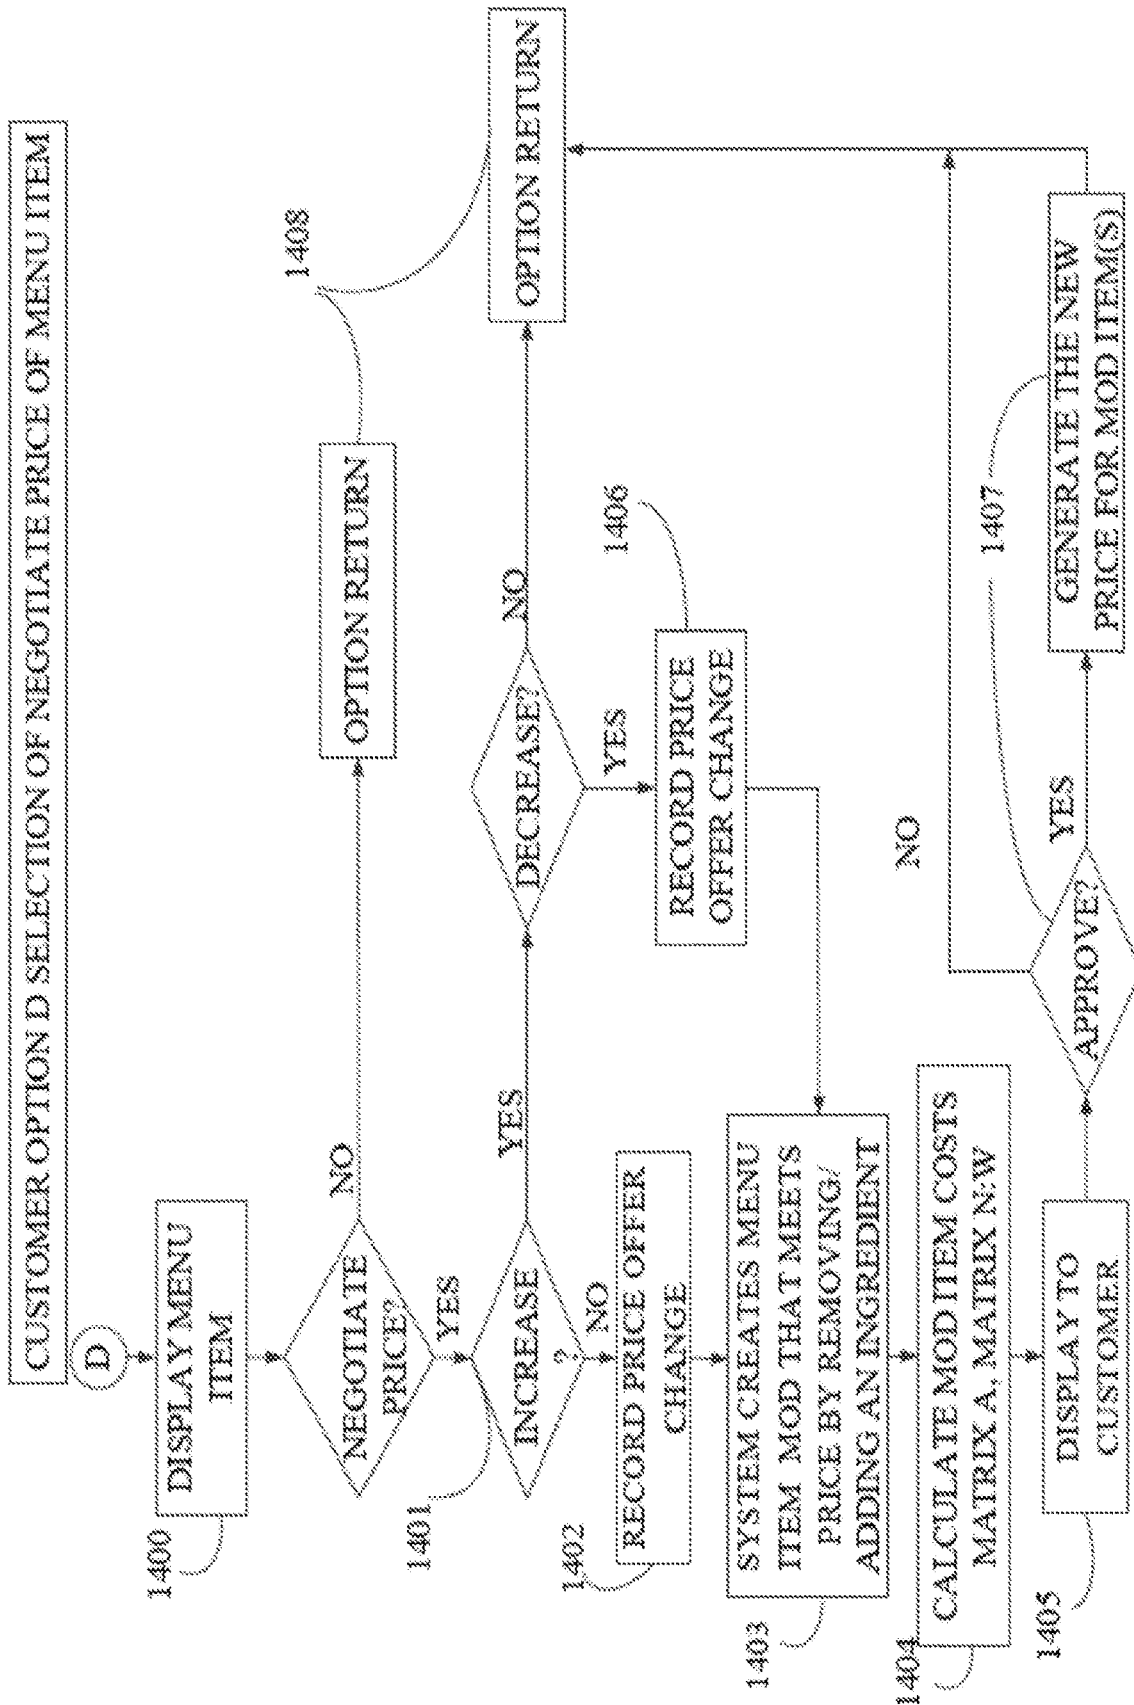 CUSTOMER OPTION D SELECTION OF NEGOTIATE PRICE OF MENU ITEM
D
1400
DISPLAY MENU
ITEM
NEGOTIATE
PRICE?
NO
OPTION RETURN
1408
YES
1401
INCREASE
?
YES
DECREASE?
NO
OPTION RETURN
NO
YES
1402
RECORD PRICE OFFER
CHANGE
RECORD PRICE
OFFER CHANGE
1406
1403
SYSTEM CREATES MENU
ITEM MOD THAT MEETS
PRICE BY REMOVING/
ADDING AN INGREDIENT
1404
CALCULATE MOD ITEM COSTS
MATRIX A, MATRIX N:W
NO
1407
1405
DISPLAY TO
CUSTOMER
APPROVE?
YES
GENERATE THE NEW
PRICE FOR MOD ITEM(S)